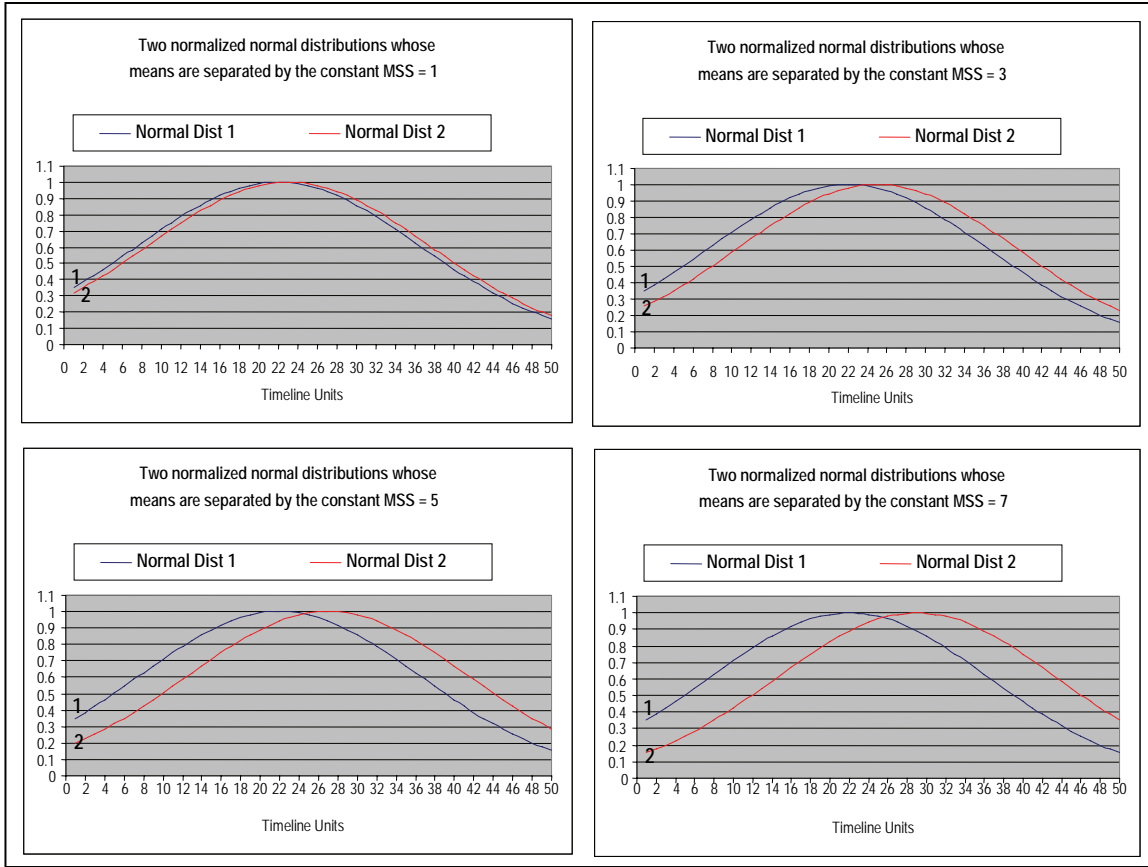 Two normalized normal distributions whose
means are separated by the constant MSS = 1
Normal Dist 1 Normal Dist 2
1.1
1
0.9
0.8
0.7
0.6
0.5
0.4
0.3
0.2
0.1
0
1
2
0 2 4 6 8 10 12 14 16 18 20 22 24 26 28 30 32 34 36 38 40 42 44 46 48 50
Timeline Units
Two normalized normal distributions whose
means are separated by the constant MSS = 3
Normal Dist 1 Normal Dist 2
1.1
1
0.9
0.8
0.7
0.6
0.5
0.4
0.3
0.2
0.1
0
1
2
0 2 4 6 8 10 12 14 16 18 20 22 24 26 28 30 32 34 36 38 40 42 44 46 48 50
Timeline Units
Two normalized normal distributions whose
means are separated by the constant MSS = 5
Normal Dist 1 Normal Dist 2
1.1
1
0.9
0.8
0.7
0.6
0.5
0.4
0.3
0.2
0.1
0
1
2
0 2 4 6 8 10 12 14 16 18 20 22 24 26 28 30 32 34 36 38 40 42 44 46 48 50
Timeline Units
Two normalized normal distributions whose
means are separated by the constant MSS = 7
Normal Dist 1 Normal Dist 2
1.1
1
0.9
0.8
0.7
0.6
0.5
0.4
0.3
0.2
0.1
0
1
2
0 2 4 6 8 10 12 14 16 18 20 22 24 26 28 30 32 34 36 38 40 42 44 46 48 50
Timeline Units